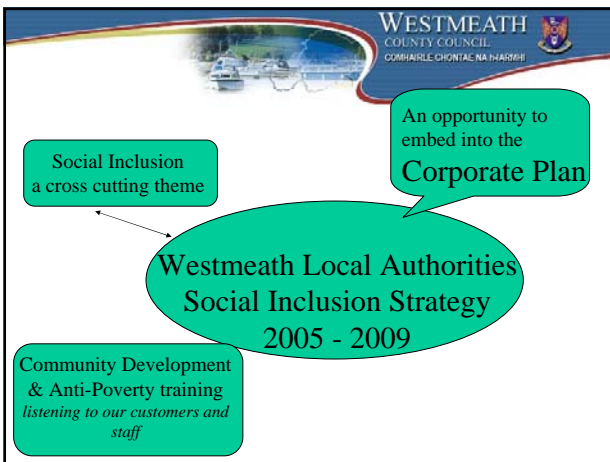 WESTMEATH
COUNTY COUNCIL
COMHAIRLE CHONTAE NA hIARMHI
An opportunity to
embed into the
Corporate Plan
Social Inclusion
a cross cutting theme
Westmeath Local Authorities
Social Inclusion Strategy
2005 - 2009
Community Development
& Anti-Poverty training
listening to our customers and
staff